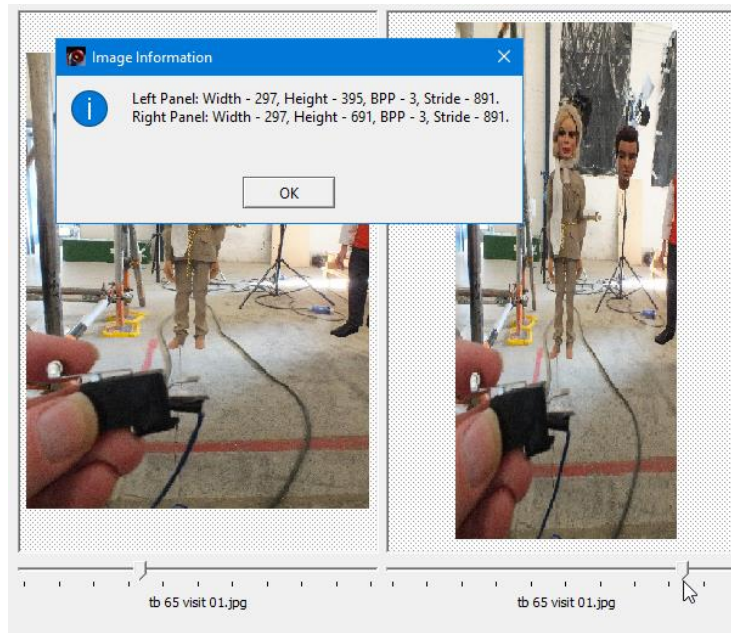 Image Information
Left Panel: Width - 297, Height - 395, BPP - 3, Stride - 891.
Right Panel: Width - 297, Height - 691, BPP - 3, Stride - 891.
OK
tb 65 visit 01.jpg
tb 65 visit 01.jpg